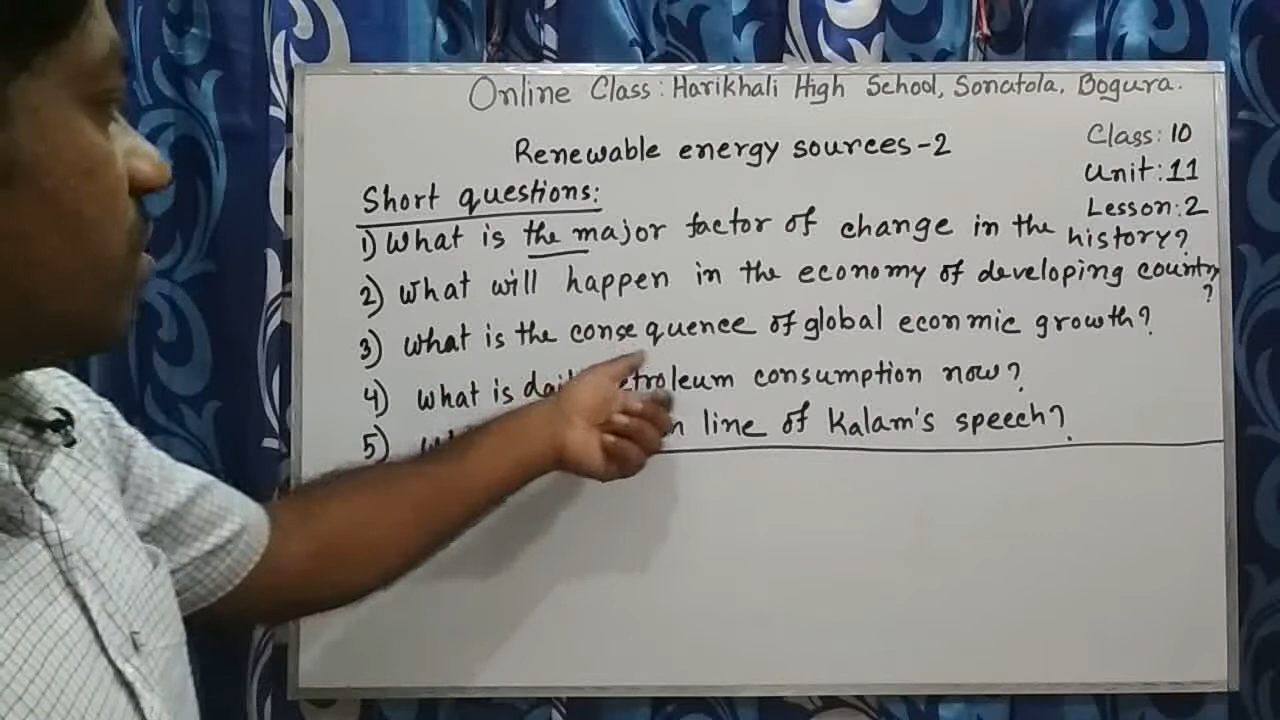 Online Class: Harikhali High School, Sonatola, Bogura.
Renewable energy sources-2
Class: 10
Unit: 11
Lesson: 2
Short questions:
1) What is the major factor of change in the history?
2) What will happen in the economy of developing country?
3) What is the consequence of global econmic growth?
4) What is consumption now?
5) line of Kalam's speech?